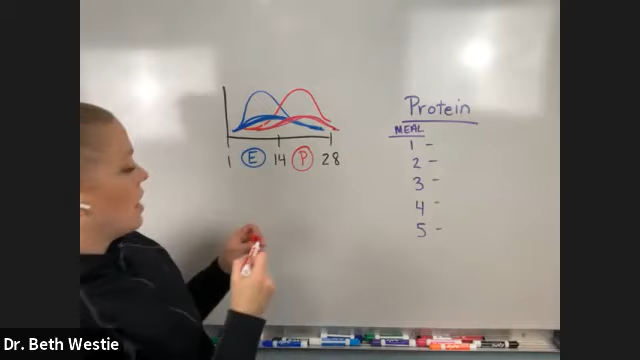 1 E 14 P 28
Protein
MEAL
1 -
2 -
3 -
4 -
5 -
Dr. Beth Westie